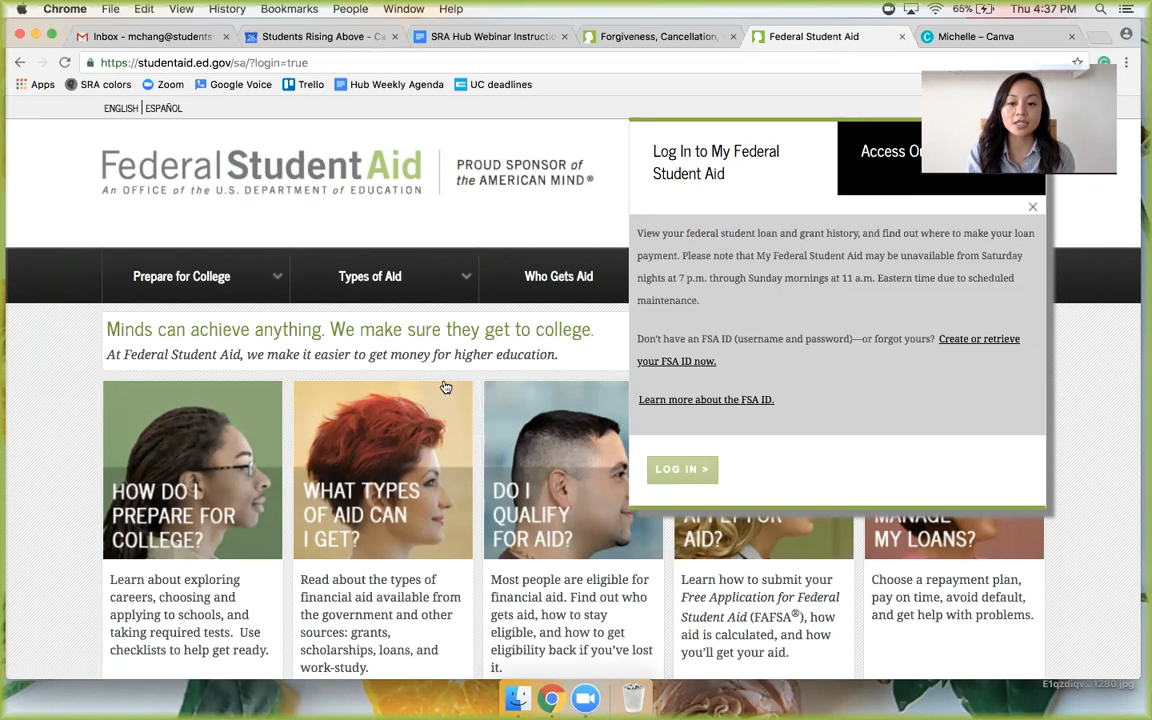 Chrome File Edit View History Bookmarks People Window Help 65% Thu 4:37 PM
Inbox - mchang@students- Students Rising Above - Ca SRA Hub Webinar Instructi Forgiveness, Cancellation, Federal Student Aid Michelle – Canva
https://studentaid.ed.gov/sa/?login=true
Apps SRA colors Zoom Google Voice Trello Hub Weekly Agenda UC deadlines
ENGLISH | ESPAÑOL
Federal Student Aid
An OFFICE of the U.S. DEPARTMENT of EDUCATION
PROUD SPONSOR of
the AMERICAN MIND®
Log In to My Federal
Student Aid
Access Ou
View your federal student loan and grant history, and find out where to make your loan
payment. Please note that My Federal Student Aid may be unavailable from Saturday
nights at 7 p.m. through Sunday mornings at 11 a.m. Eastern time due to scheduled
maintenance.
Don't have an FSA ID (username and password)—or forgot yours? Create or retrieve
your FSA ID now.
Learn more about the FSA ID.
LOG IN >
Prepare for College Types of Aid Who Gets Aid
Minds can achieve anything. We make sure they get to college.
At Federal Student Aid, we make it easier to get money for higher education.
HOW DO I
PREPARE FOR
COLLEGE?
Learn about exploring
careers, choosing and
applying to schools, and
taking required tests. Use
checklists to help get ready.
WHAT TYPES
OF AID CAN
I GET?
Read about the types of
financial aid available from
the government and other
sources: grants,
scholarships, loans, and
work-study.
DO I
QUALIFY
FOR AID?
Most people are eligible for
financial aid. Find out who
gets aid, how to stay
eligible, and how to get
eligibility back if you've lost
it.
APPLY FOR
AID?
Learn how to submit your
Free Application for Federal
Student Aid (FAFSA®), how
aid is calculated, and how
you'll get your aid.
MANAGE
MY LOANS?
Choose a repayment plan,
pay on time, avoid default,
and get help with problems.
E1qzdiqv...1280.jpg